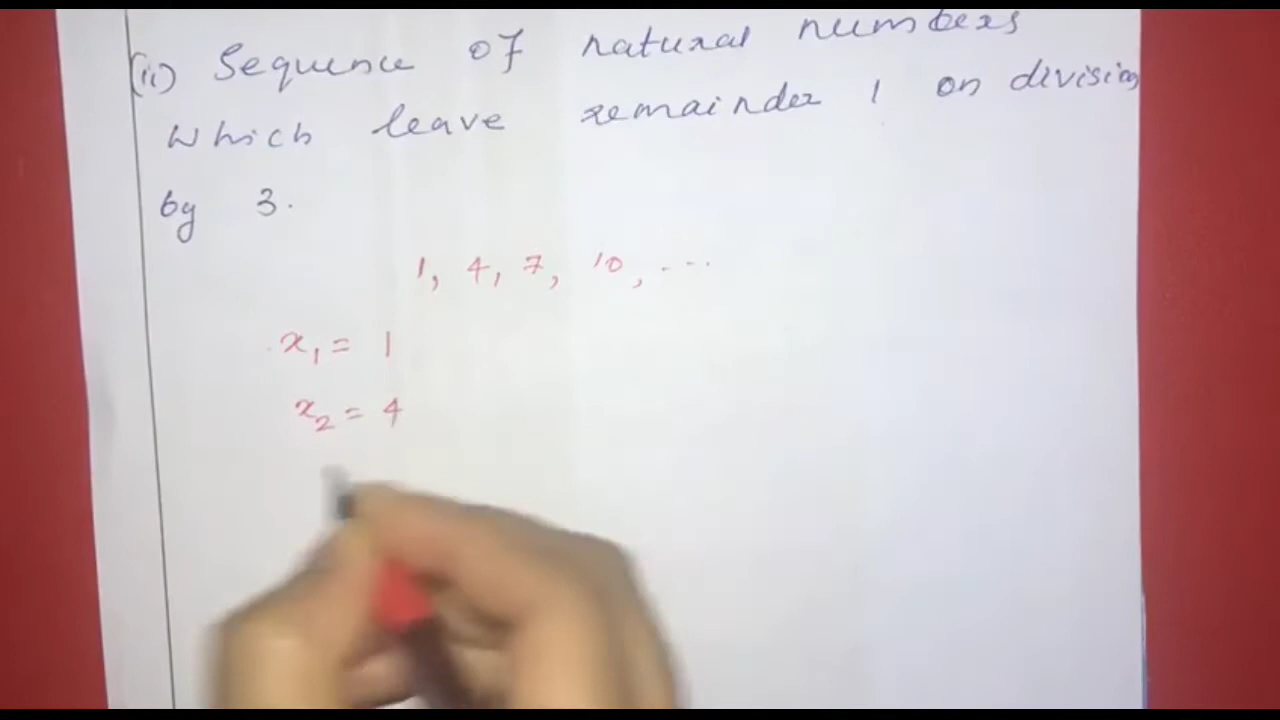 (ii) Sequence of natural numbers
which leave remainder 1 on division
by 3.
1, 4, 7, 10, ...
x₁ = 1
x₂ = 4